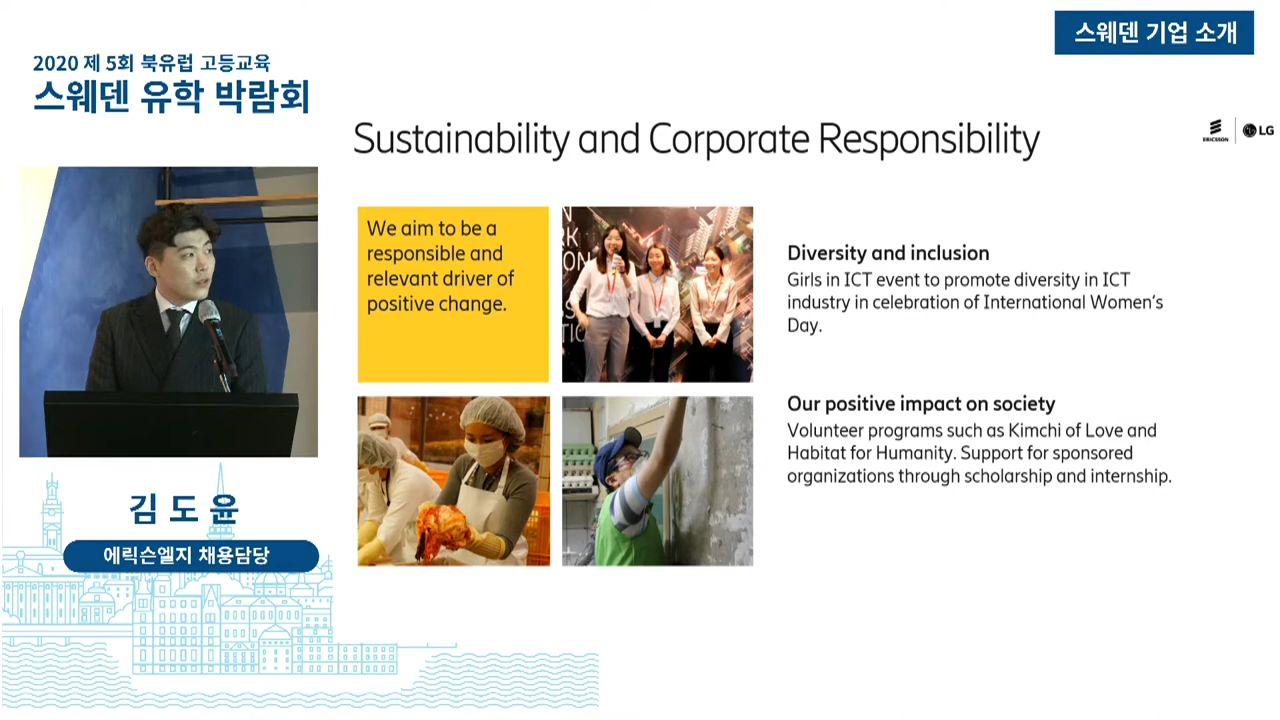 스웨덴 기업 소개
2020 제 5회 북유럽 고등교육
스웨덴 유학 박람회
Sustainability and Corporate Responsibility
ERICSSON
LG
We aim to be a
responsible and
relevant driver of
positive change.
Diversity and inclusion
Girls in ICT event to promote diversity in ICT
industry in celebration of International Women's
Day.
Our positive impact on society
Volunteer programs such as Kimchi of Love and
Habitat for Humanity. Support for sponsored
organizations through scholarship and internship.
김 도 윤
에릭슨엘지 채용담당